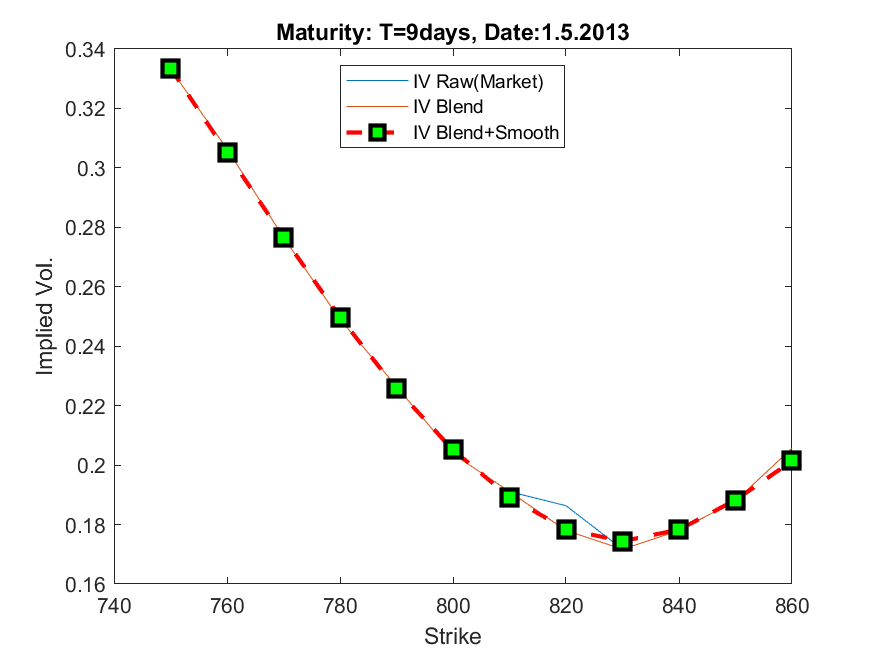 Maturity: T=9days, Date:1.5.2013
0.34
0.32
0.3
0.28
0.26
0.24
0.22
0.2
0.18
0.16
Implied Vol.
IV Raw(Market)
IV Blend
IV Blend+Smooth
740
760
780
800
820
840
860
Strike